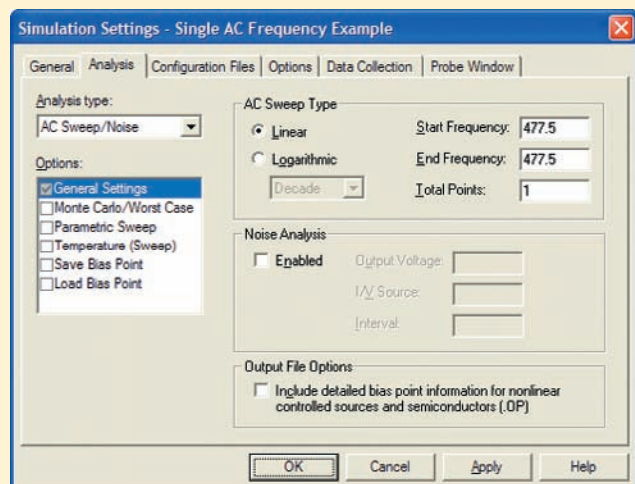 Simulation Settings - Single AC Frequency Example
General Analysis Configuration Files Options Data Collection Probe Window
Analysis type:
AC Sweep/Noise
Options:
General Settings
Monte Carlo/Worst Case
Parametric Sweep
Temperature (Sweep)
Save Bias Point
Load Bias Point
AC Sweep Type
Linear
Logarithmic
Decade
Start Frequency: 477.5
End Frequency: 477.5
Total Points: 1
Noise Analysis
Enabled
Output Voltage:
I/V Source:
Interval:
Output File Options
Include detailed bias point information for nonlinear
controlled sources and semiconductors (.OP)
OK Cancel Apply Help